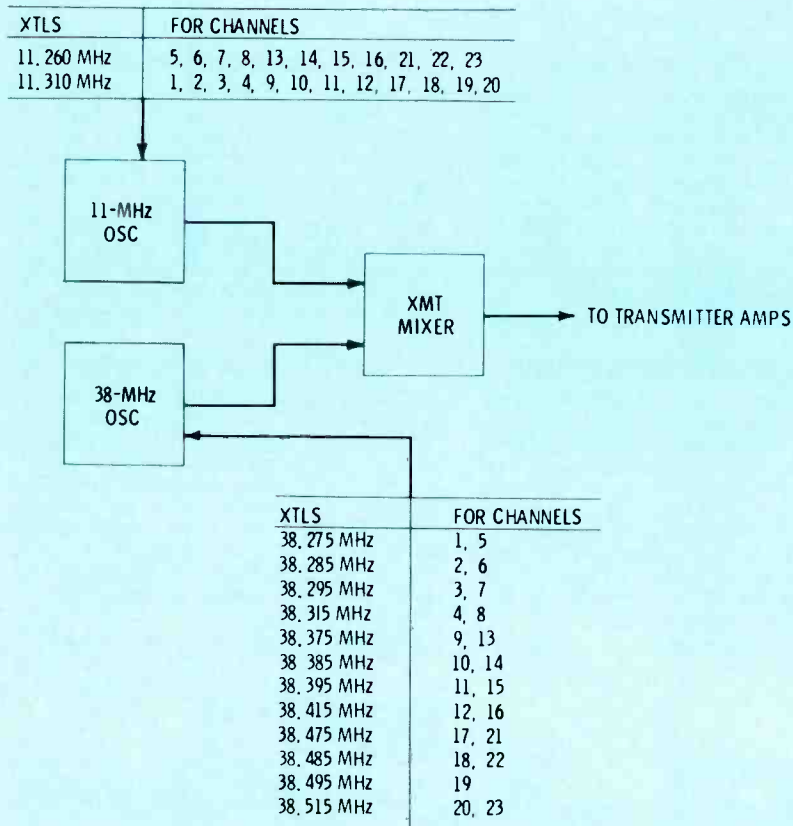 XTLS FOR CHANNELS
11.260 MHz 5, 6, 7, 8, 13, 14, 15, 16, 21, 22, 23
11.310 MHz 1, 2, 3, 4, 9, 10, 11, 12, 17, 18, 19, 20
11-MHz
OSC
XMT
MIXER
TO TRANSMITTER AMPS
38-MHz
OSC
XTLS FOR CHANNELS
38.275 MHz 1, 5
38.285 MHz 2, 6
38.295 MHz 3, 7
38.315 MHz 4, 8
38.375 MHz 9, 13
38 385 MHz 10, 14
38.395 MHz 11, 15
38.415 MHz 12, 16
38.475 MHz 17, 21
38.485 MHz 18, 22
38.495 MHz 19
38.515 MHz 20, 23